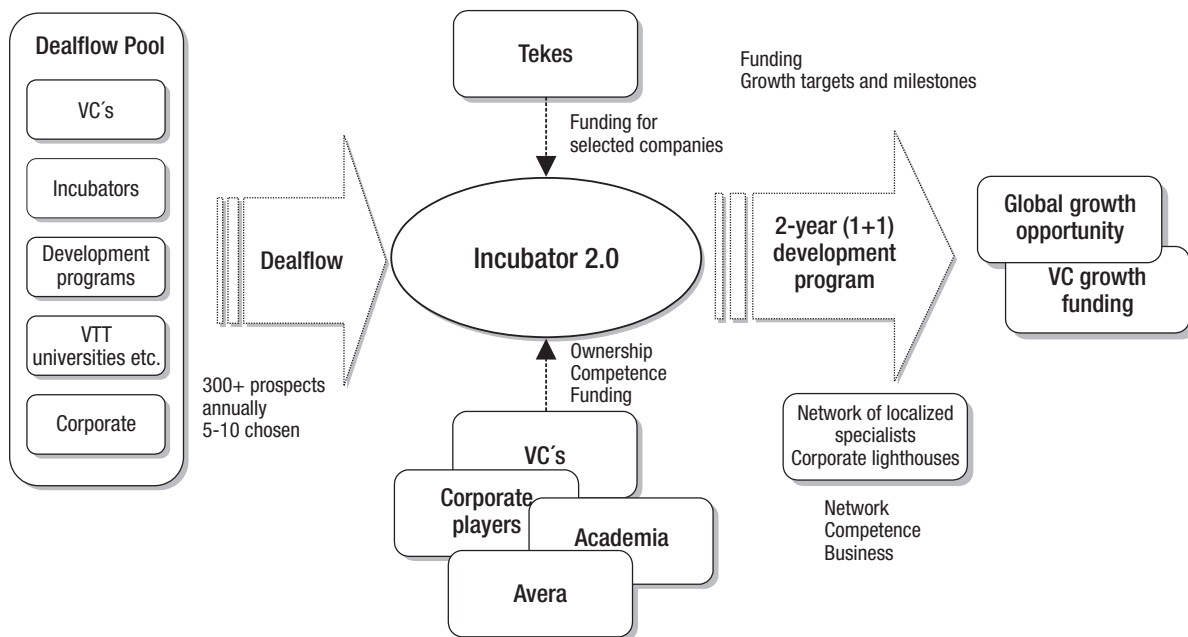 Dealflow Pool
VC´s
Incubators
Development
programs
VTT
universities etc.
Corporate
Dealflow
300+ prospects
annually
5-10 chosen
Tekes
Funding for
selected companies
Incubator 2.0
Ownership
Competence
Funding
VC´s
Corporate
players
Academia
Avera
Funding
Growth targets and milestones
2-year (1+1)
development
program
Network of localized
specialists
Corporate lighthouses
Network
Competence
Business
Global growth
opportunity
VC growth
funding